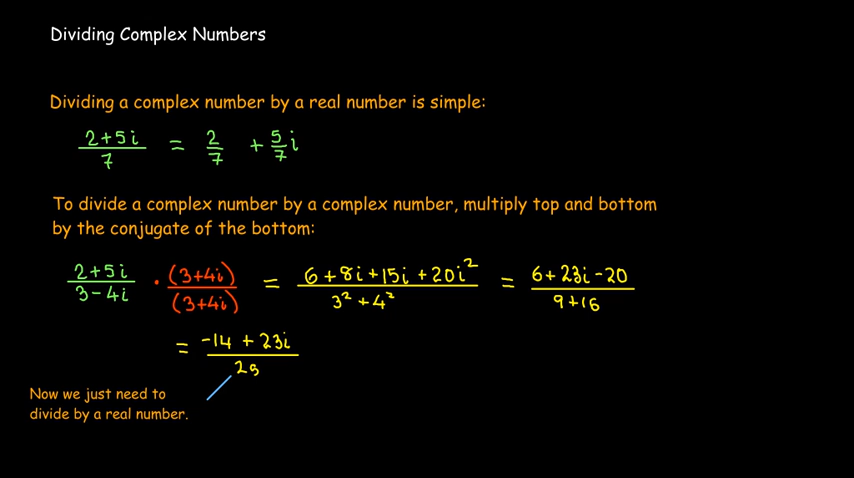 Dividing Complex Numbers
Dividing a complex number by a real number is simple:
(2+5i)/7 = 2/7 + 5/7 i
To divide a complex number by a complex number, multiply top and bottom
by the conjugate of the bottom:
(2+5i)/(3-4i) · (3+4i)/(3+4i) = (6+8i+15i+20i²)/(3²+4²) = (6+23i-20)/(9+16)
= (-14+23i)/25
Now we just need to
divide by a real number.